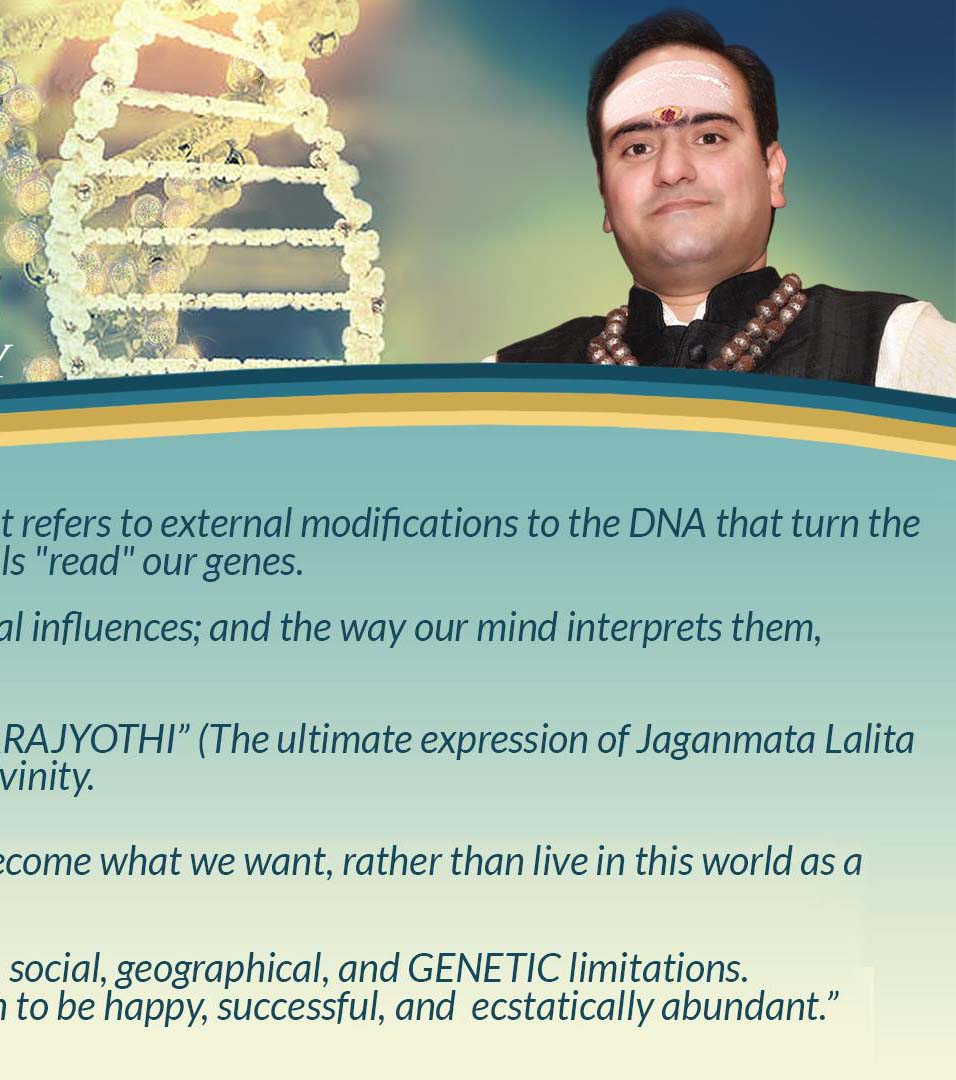 Y
t refers to external modifications to the DNA that turn the
ls "read" our genes.
al influences; and the way our mind interprets them,
RAJYOTHI” (The ultimate expression of Jaganmata Lalita
vinity.
ecome what we want, rather than live in this world as a
social, geographical, and GENETIC limitations.
n to be happy, successful, and ecstatically abundant.”